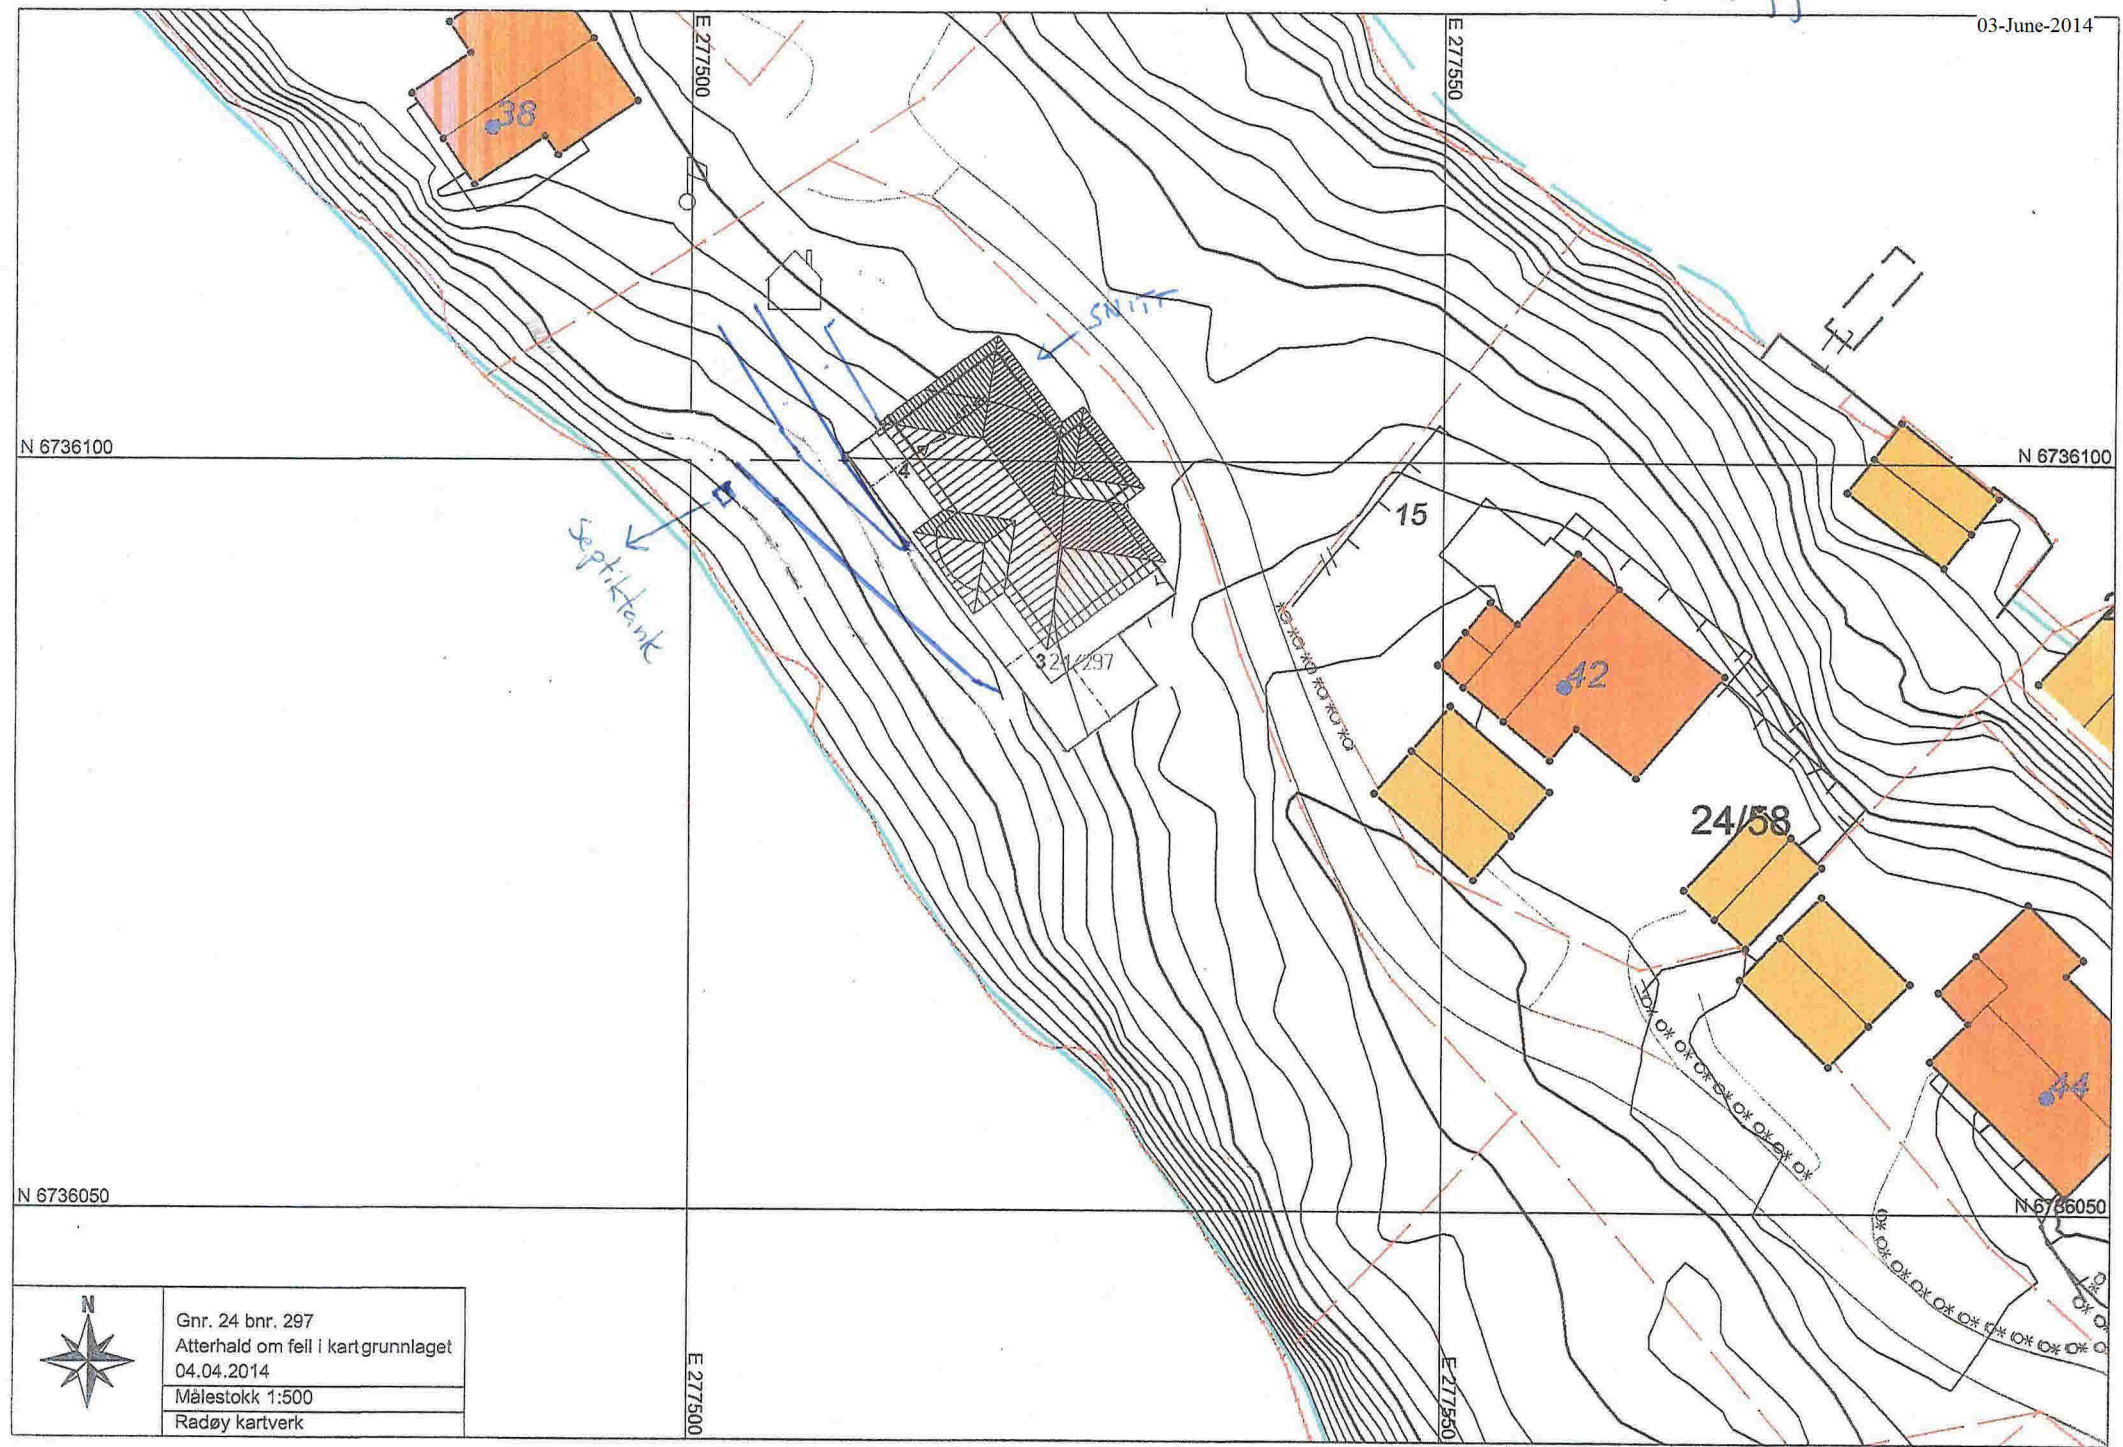 03-June-2014
E 277500
E 277550
38
SNITT
N 6736100
N 6736100
4
15
Septiktank
3 24/297
42
24/58
44
N 6736050
N 6736050
N
Gnr. 24 bnr. 297
Atterhald om feil i kartgrunnlaget
04.04.2014
Målestokk 1:500
Radøy kartverk
E 277500
E 277550